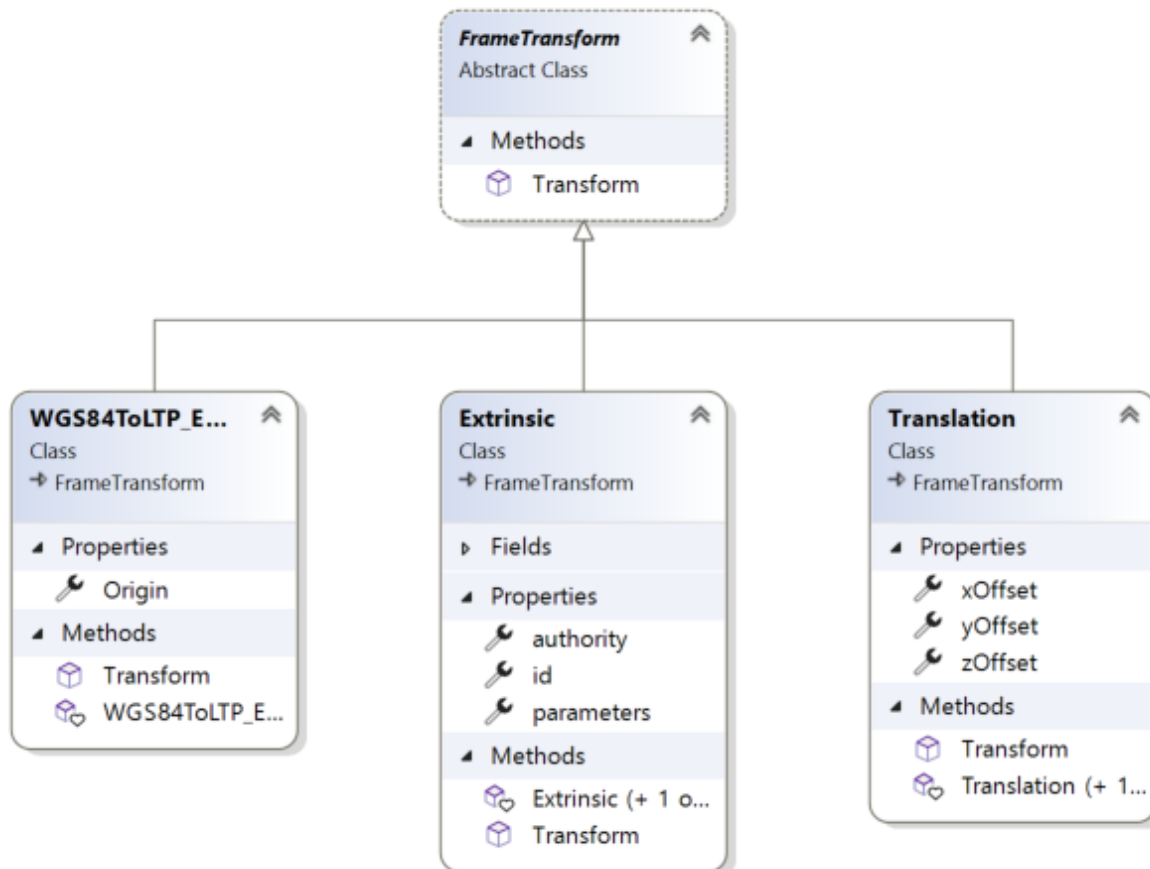 FrameTransform
Abstract Class
Methods
Transform
WGS84ToLTP_E...
Class
FrameTransform
Properties
Origin
Methods
Transform
WGS84ToLTP_E...
Extrinsic
Class
FrameTransform
Fields
Properties
authority
id
parameters
Methods
Extrinsic (+ 1 o...
Transform
Translation
Class
FrameTransform
Properties
xOffset
yOffset
zOffset
Methods
Transform
Translation (+ 1...